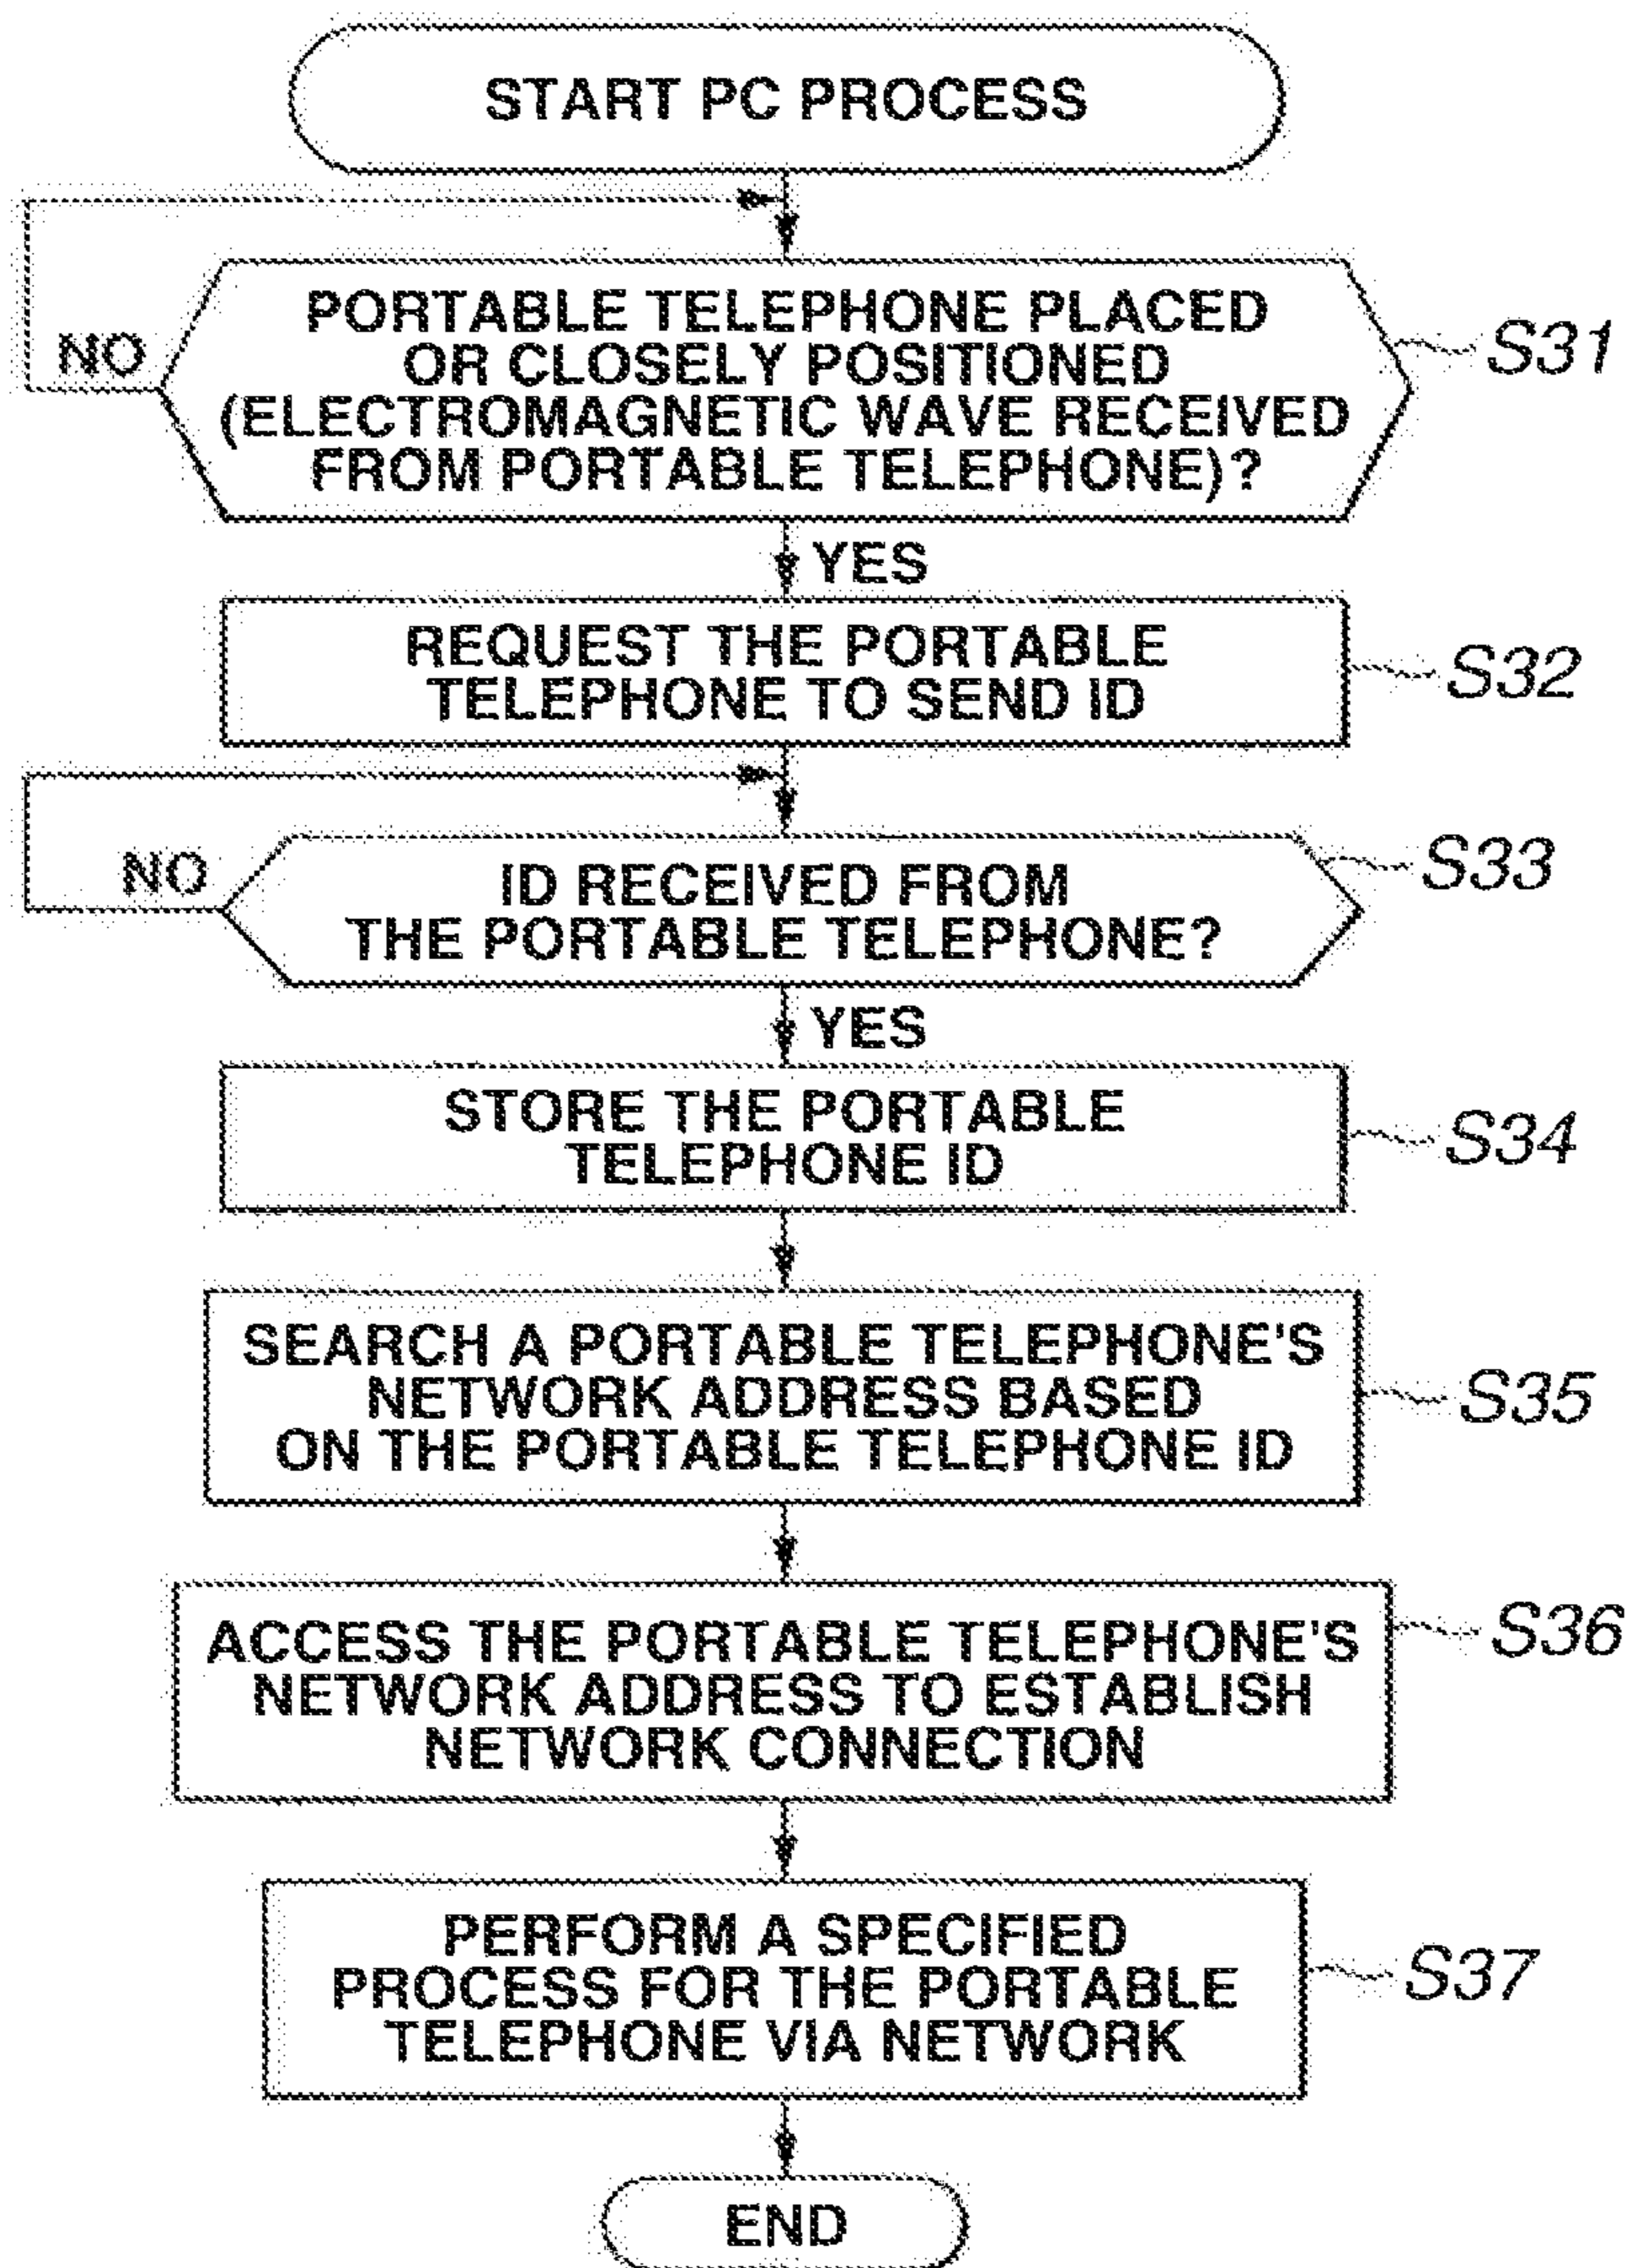 START PC PROCESS
NO
PORTABLE TELEPHONE PLACED
OR CLOSELY POSITIONED
(ELECTROMAGNETIC WAVE RECEIVED
FROM PORTABLE TELEPHONE)?
S31
YES
REQUEST THE PORTABLE
TELEPHONE TO SEND ID
S32
NO
ID RECEIVED FROM
THE PORTABLE TELEPHONE?
S33
YES
STORE THE PORTABLE
TELEPHONE ID
S34
SEARCH A PORTABLE TELEPHONE'S
NETWORK ADDRESS BASED
ON THE PORTABLE TELEPHONE ID
S35
ACCESS THE PORTABLE TELEPHONE'S
NETWORK ADDRESS TO ESTABLISH
NETWORK CONNECTION
S36
PERFORM A SPECIFIED
PROCESS FOR THE PORTABLE
TELEPHONE VIA NETWORK
S37
END